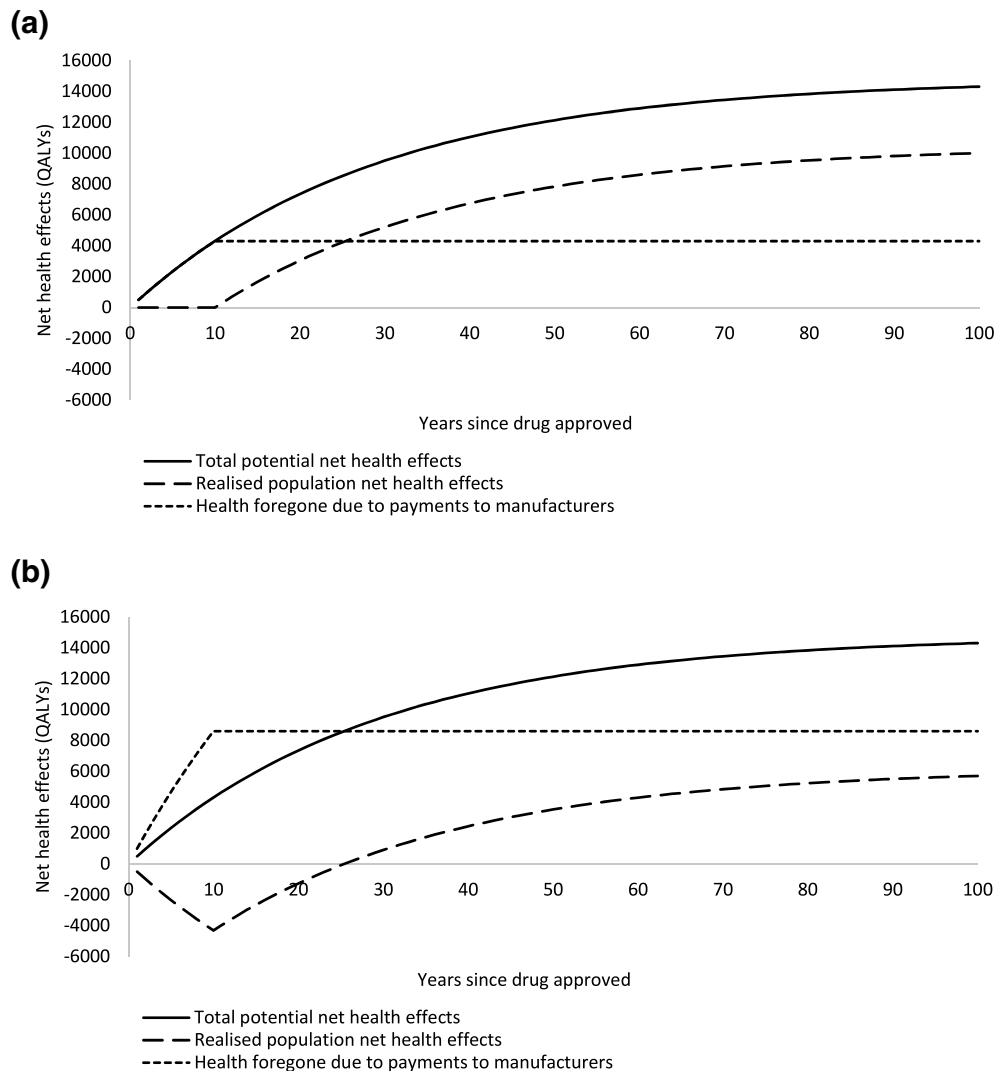 (a)
16000
14000
12000
10000
8000
6000
4000
2000
0
-2000
-4000
-6000
Net health effects (QALYs)
0 10 20 30 40 50 60 70 80 90 100
Years since drug approved
Total potential net health effects
Realised population net health effects
Health foregone due to payments to manufacturers
(b)
16000
14000
12000
10000
8000
6000
4000
2000
0
-2000
-4000
-6000
Net health effects (QALYs)
0 10 20 30 40 50 60 70 80 90 100
Years since drug approved
Total potential net health effects
Realised population net health effects
Health foregone due to payments to manufacturers